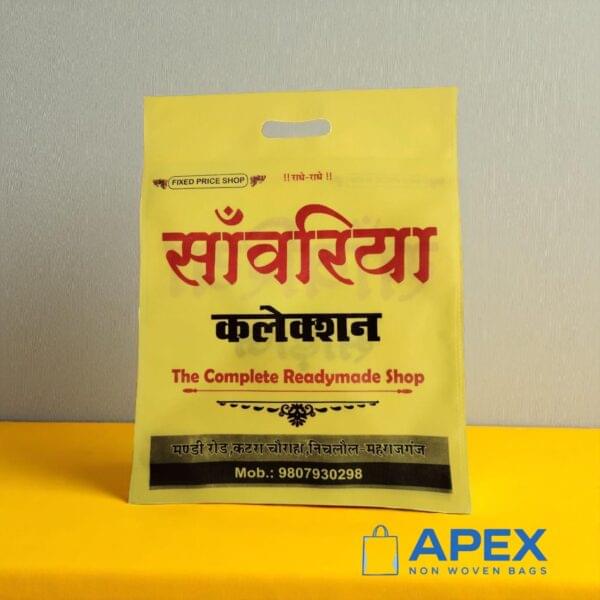 FIXED PRICE SHOP
!! राधे-राधे !!
साँवरिया
कलेक्शन
The Complete Readymade Shop
मण्डी रोड,कटरा चौराहा,निचलौल-महराजगंज
Mob.: 9807930298
APEX
NON WOVEN BAGS